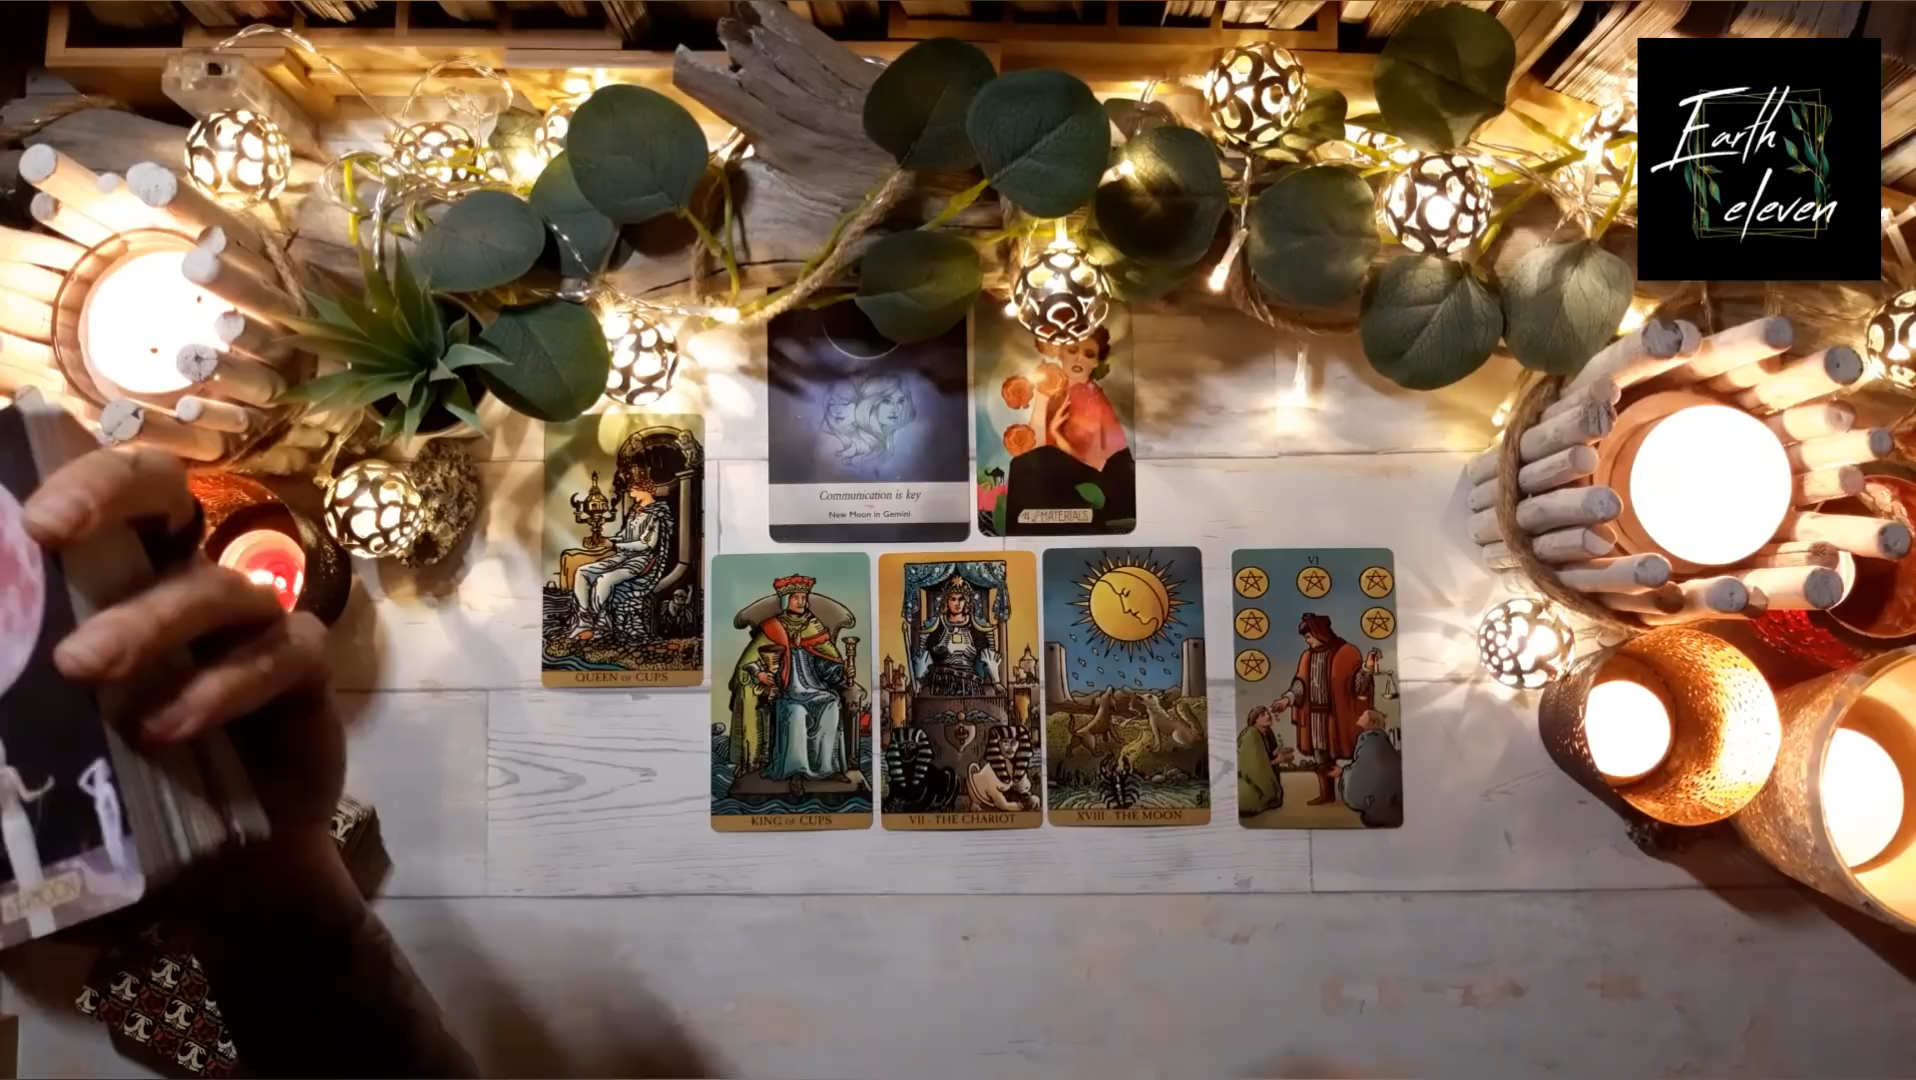 Earth
eleven
Communication is key
New Moon in Gemini
MATERIALS
QUEEN OF CUPS
VI
KING OF CUPS
VII - THE CHARIOT
XVIII - THE MOON